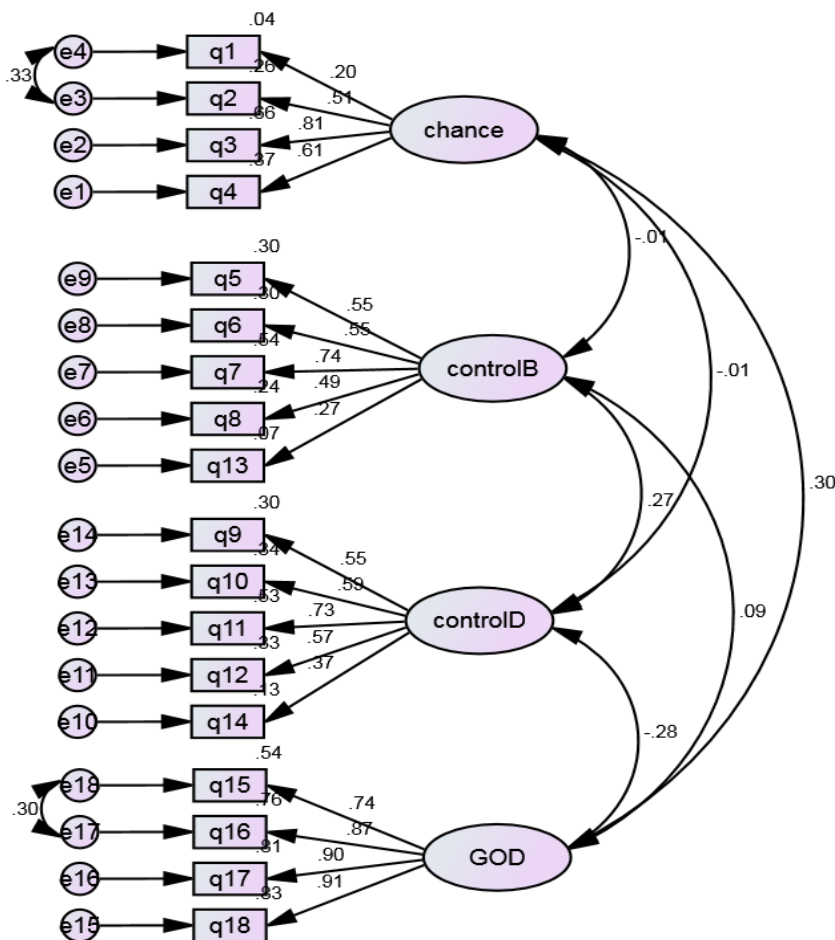 .04
e4 q1
.26
.20
.33
e3 q2
.51
.66
.81
e2 q3
chance
.37
.61
e1 q4
-.01
.30
e9 q5
.30
.55
e8 q6
.55
.54
.74
e7 q7
controlB
-.01
.24
.49
e6 q8
.27
.07
e5 q13
.30
.27
.30
e9
e14 q9
.34
.55
e13 q10
.59
.53
.73
e12 q11
controlD
.09
.33
.57
e11 q12
.37
.13
e10 q14
-.28
.54
e18 q15
.76
.74
.30
e17 q16
.87
.81
.90
e16 q17
GOD
.83
.91
e15 q18